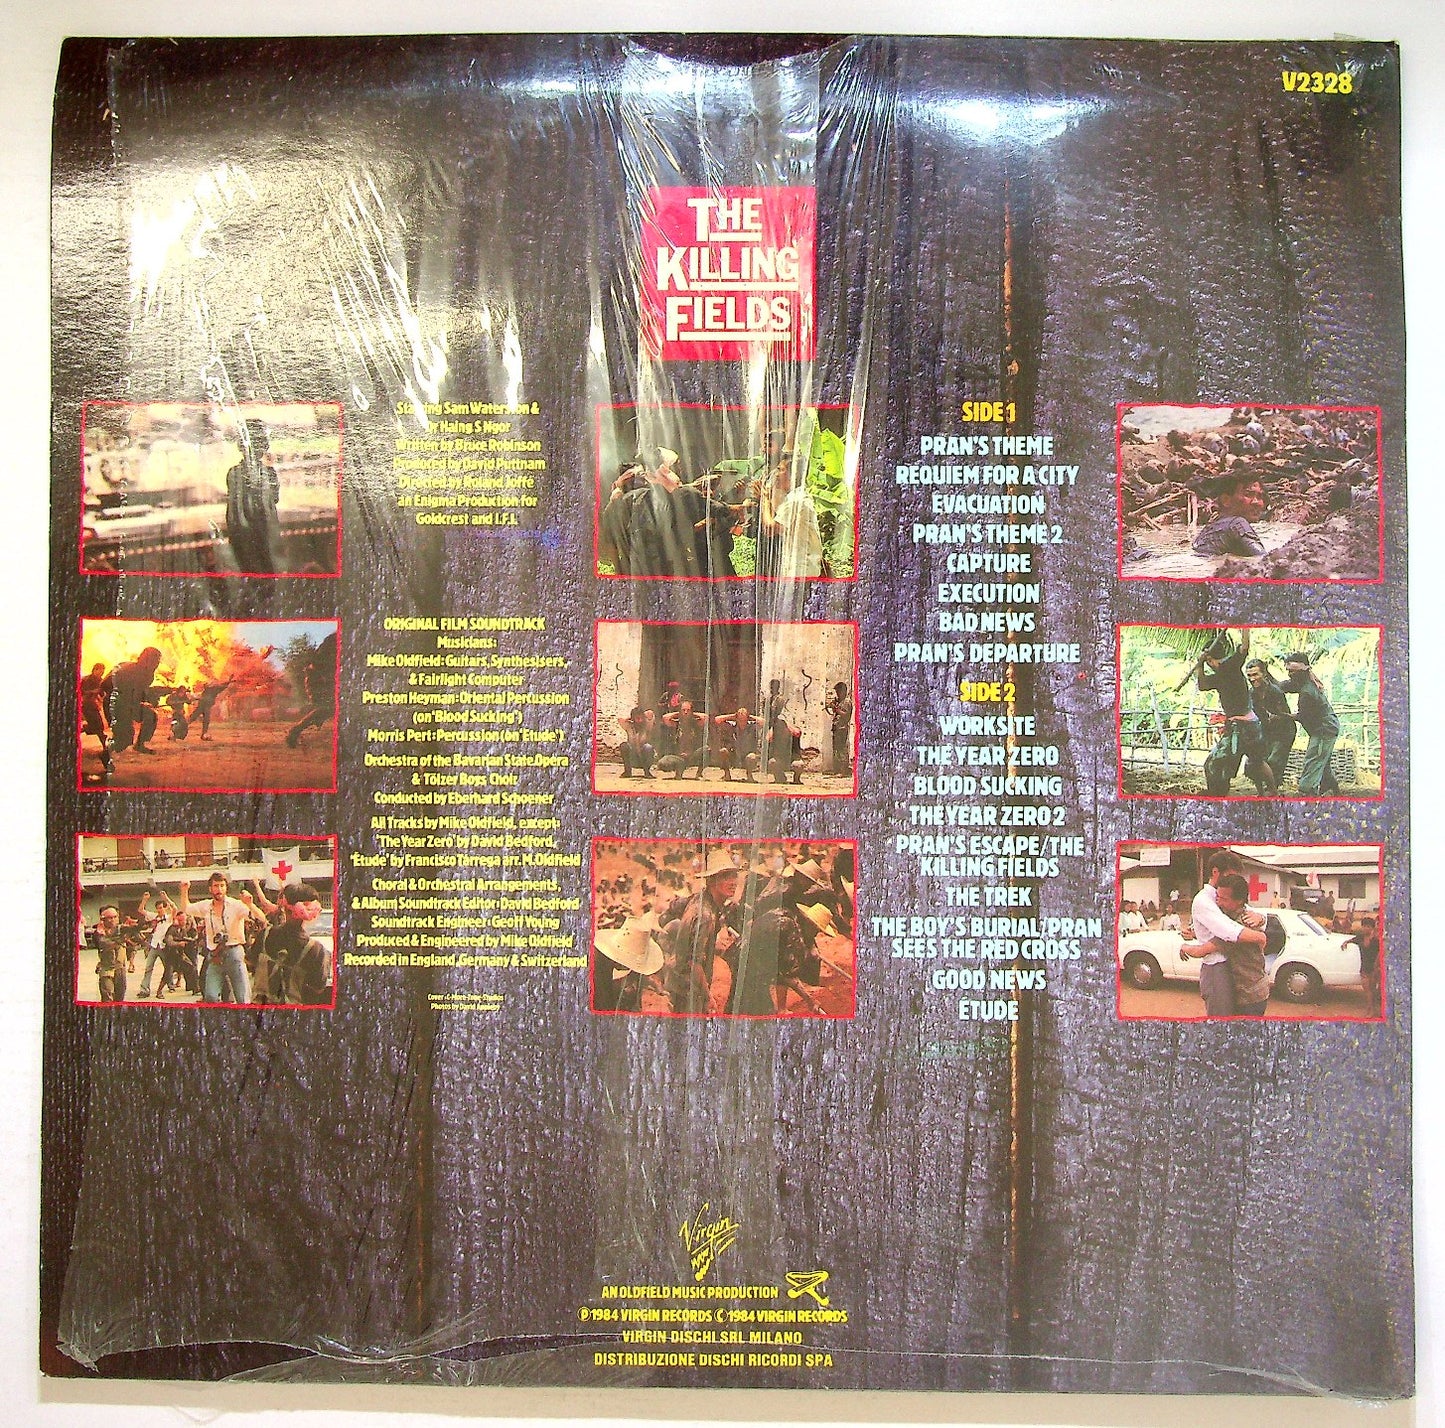 V2328
THE
KILLING
FIELDS
Starring Sam Waterston &
Dr Haing S Ngor
Written by Bruce Robinson
Produced by David Puttnam
Directed by Roland Joffe
an Enigma Production for
Goldcrest and I.F.I.
ORIGINAL FILM SOUNDTRACK
Musicians:
Mike Oldfield: Guitars, Synthesisers,
& Fairlight Computer
Preston Heyman: Oriental Percussion
(on 'Blood Sucking')
Morris Pert: Percussion (on 'Etude')
Orchestra of the Bavarian State Opera
& Tölzer Boys Choir
Conducted by Eberhard Schoener
All Tracks by Mike Oldfield, except:
'The Year Zero' by David Bedford,
'Etude' by Francisco Tárrega arr. M. Oldfield
Choral & Orchestral Arrangements,
& Album Soundtrack Editor: David Bedford
Soundtrack Engineer: Geoff Young
Produced & Engineered by Mike Oldfield
Recorded in England, Germany & Switzerland
Photos by David
SIDE 1
PRAN'S THEME
REQUIEM FOR A CITY
EVACUATION
PRAN'S THEME 2
CAPTURE
EXECUTION
BAD NEWS
PRAN'S DEPARTURE
SIDE 2
WORKSITE
THE YEAR ZERO
BLOOD SUCKING
THE YEAR ZERO 2
PRAN'S ESCAPE/THE
KILLING FIELDS
THE TREK
THE BOY'S BURIAL/PRAN
SEES THE RED CROSS
GOOD NEWS
ÉTUDE
Virgin
AN OLDFIELD MUSIC PRODUCTION
℗ 1984 VIRGIN RECORDS © 1984 VIRGIN RECORDS
VIRGIN DISCHI SRL MILANO
DISTRIBUZIONE DISCHI RICORDI SPA